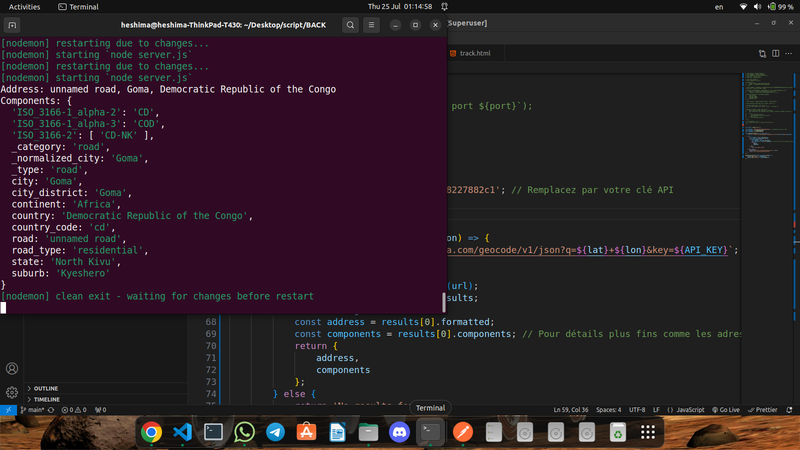 Activities
Terminal
Thu 25 Jul 01:14:58
en
99 %
heshima@heshima-ThinkPad-T430: ~/Desktop/script/BACK
Superuser]
[nodemon] restarting due to changes...
[nodemon] starting `node server.js`
[nodemon] restarting due to changes...
[nodemon] starting `node server.js`
Address: unnamed road, Goma, Democratic Republic of the Congo
Components: {
'ISO_3166-1_alpha-2': 'CD',
'ISO_3166-1_alpha-3': 'COD',
'ISO_3166-2': [ 'CD-NK' ],
_category: 'road',
_normalized_city: 'Goma',
_type: 'road',
city: 'Goma',
city_district: 'Goma',
continent: 'Africa',
country: 'Democratic Republic of the Congo',
country_code: 'cd',
road: 'unnamed road',
road_type: 'residential',
state: 'North Kivu',
suburb: 'Kyeshero'
}
[nodemon] clean exit - waiting for changes before restart
track.html
port ${port}`);
8227882c1'; // Remplacez par votre clé API
on) => {
a.com/geocode/v1/json?q=${lat}+${lon}&key=${API_KEY}`;
(url);
sults;
68 const address = results[0].formatted;
69 const components = results[0].components; // Pour détails plus fins comme les adres
70 return {
71 address,
72 components
73 };
74 } else {
OUTLINE
TIMELINE
main*
0 0
0
Ln 59, Col 36
Spaces: 4
UTF-8
LF
{} JavaScript
Go Live
Prettier
Terminal